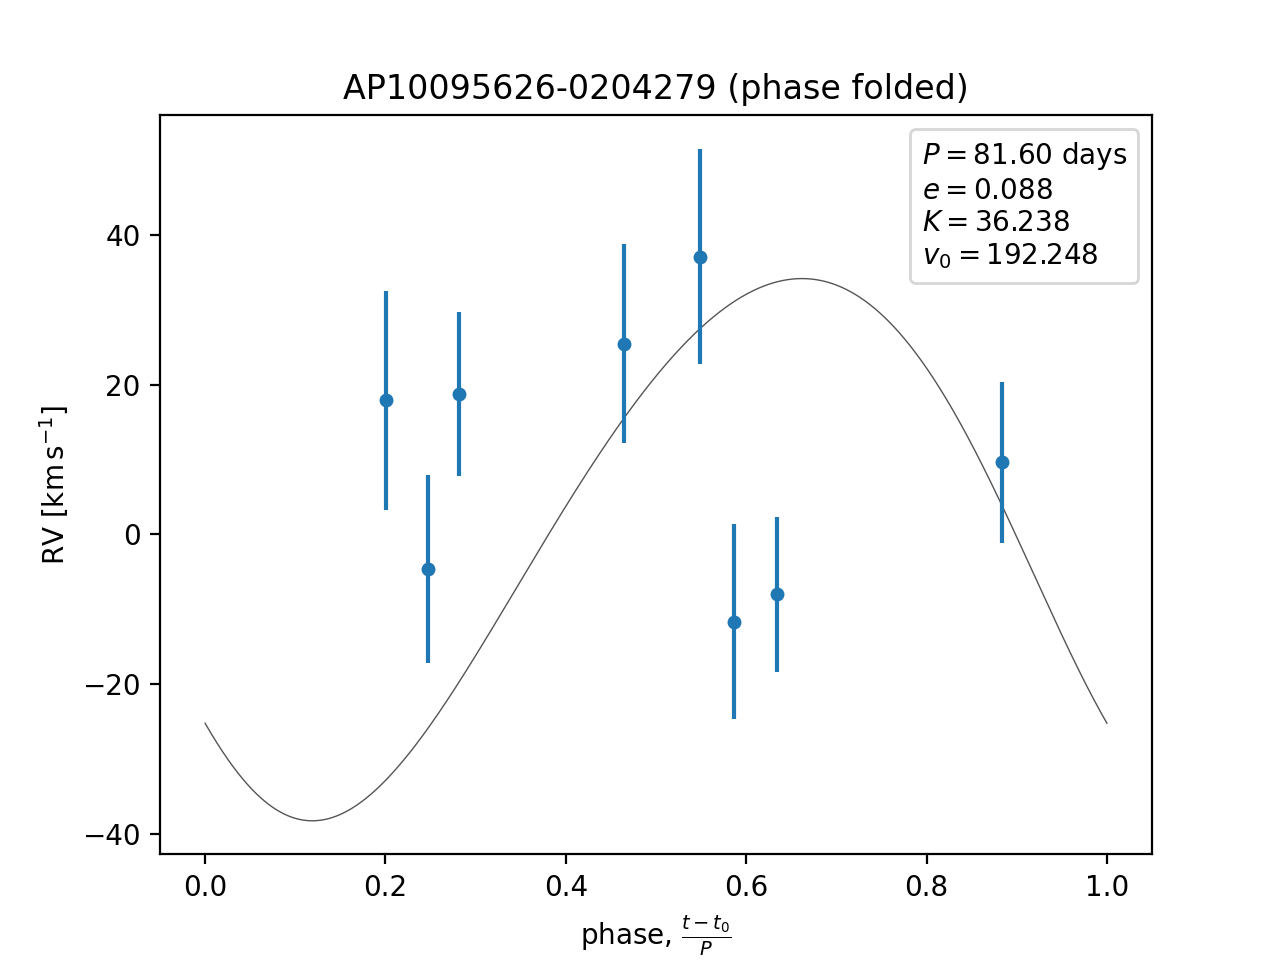 AP10095626-0204279 (phase folded)
P = 81.60 days
e = 0.088
K = 36.238
v₀ = 192.248
RV [km s⁻¹]
40
20
0
−20
−40
0.0 0.2 0.4 0.6 0.8 1.0
phase, (t − t₀)/P